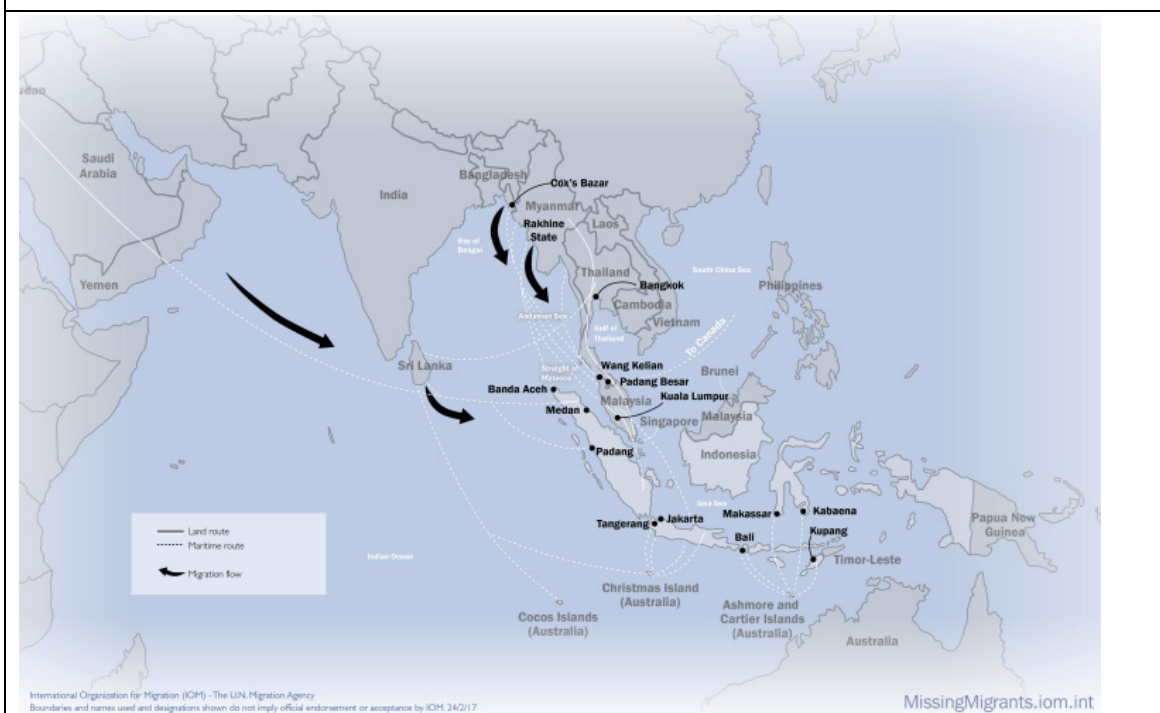 udan
Saudi
Arabia
Yemen
India
Bangladesh
Cox's Bazar
Myanmar
Rakhine
State
Laos
Bay of
Bengal
Thailand
Bangkok
Cambodia
Vietnam
South China Sea
Philippines
Andaman Sea
Gulf of
Thailand
To Canada
Sri Lanka
Straight of
Malacca
Wang Kelian
Padang Besar
Banda Aceh
Malaysia
Kuala Lumpur
Brunei
Medan
Singapore
Malaysia
Padang
Indonesia
Java Sea
Tangerang
Jakarta
Makassar
Kabaena
Bali
Kupang
Timor-Leste
Papua New
Guinea
Land route
Maritime route
Migration flow
Indian Ocean
Christmas Island
(Australia)
Cocos Islands
(Australia)
Ashmore and
Cartier Islands
(Australia)
Australia
International Organization for Migration (IOM) - The U.N. Migration Agency
Boundaries and names used and designations shown do not imply official endorsement or acceptance by IOM. 24/2/17
MissingMigrants.iom.int